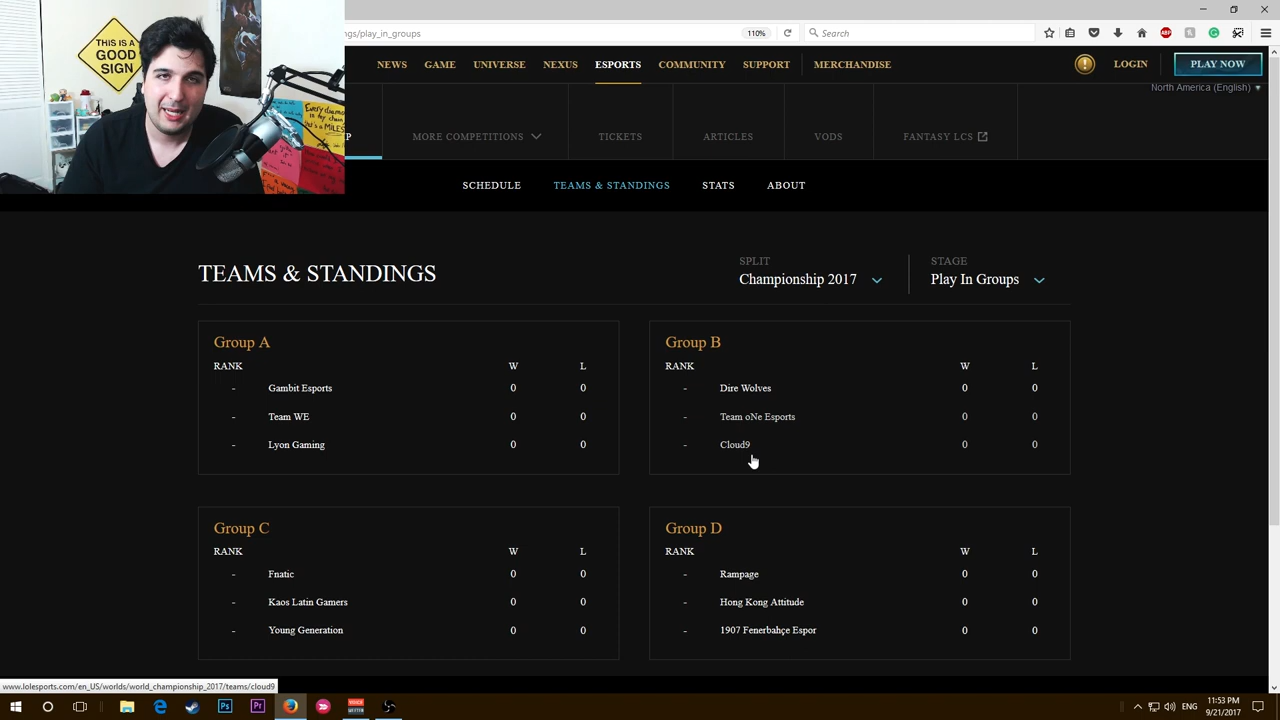 THIS IS A
GOOD
SIGN
Every
that's a MILES
ngs/play_in_groups
110%
Search
ABP
NEWS GAME UNIVERSE NEXUS ESPORTS COMMUNITY SUPPORT MERCHANDISE
LOGIN
PLAY NOW
North America (English)
MORE COMPETITIONS TICKETS ARTICLES VODS FANTASY LCS
SCHEDULE TEAMS & STANDINGS STATS ABOUT
TEAMS & STANDINGS
SPLIT
Championship 2017
STAGE
Play In Groups
Group A
RANK W L
- Gambit Esports 0 0
- Team WE 0 0
- Lyon Gaming 0 0
Group B
RANK W L
- Dire Wolves 0 0
- Team oNe Esports 0 0
- Cloud9 0 0
Group C
RANK W L
- Fnatic 0 0
- Kaos Latin Gamers 0 0
- Young Generation 0 0
Group D
RANK W L
- Rampage 0 0
- Hong Kong Attitude 0 0
- 1907 Fenerbahçe Espor 0 0
www.lolesports.com/en_US/worlds/world_championship_2017/teams/cloud9
Ps
Pr
ENG
11:53 PM
9/21/2017